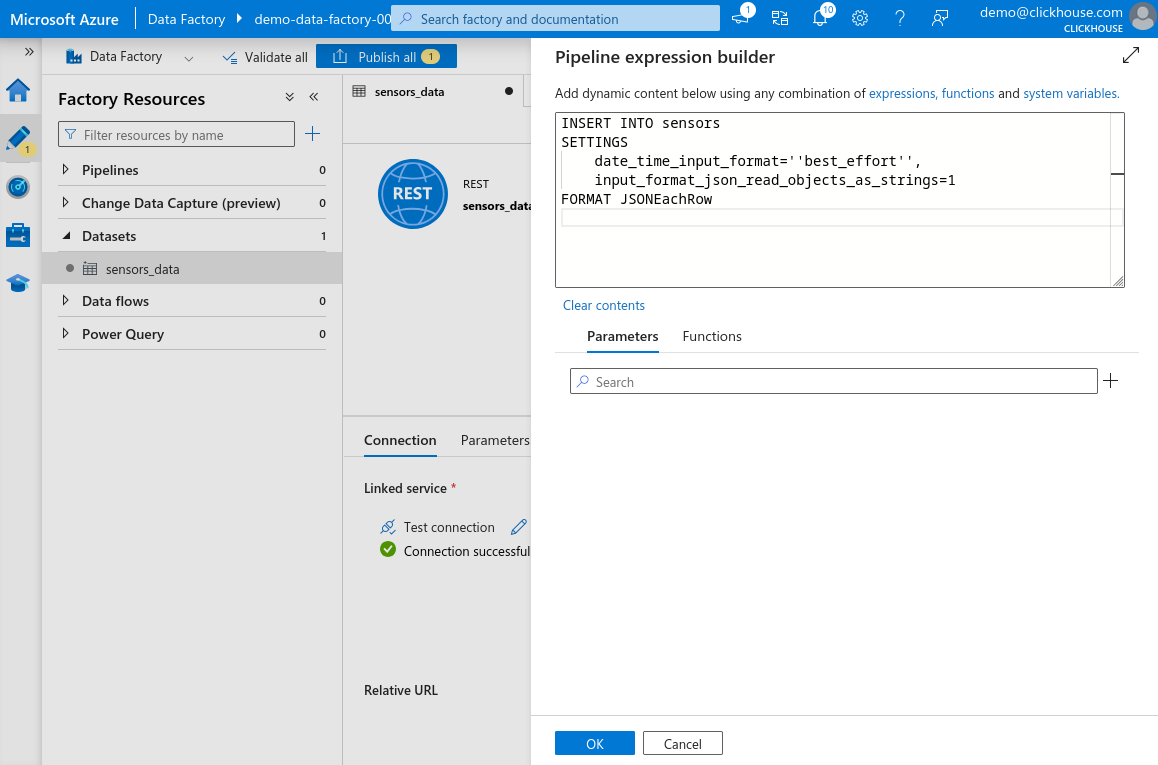 Microsoft Azure
Data Factory
demo-data-factory-00
Search factory and documentation
1
10
demo@clickhouse.com
CLICKHOUSE
Data Factory
Validate all
Publish all 1
1
Factory Resources
Filter resources by name
Pipelines 0
Change Data Capture (preview) 0
Datasets 1
sensors_data
Data flows 0
Power Query 0
sensors_data
REST
REST
sensors_data
Connection
Parameters
Linked service *
Test connection
Connection successful
Relative URL
Pipeline expression builder
Add dynamic content below using any combination of expressions, functions and system variables.
INSERT INTO sensors
SETTINGS
    date_time_input_format=''best_effort'',
    input_format_json_read_objects_as_strings=1
FORMAT JSONEachRow
Clear contents
Parameters
Functions
Search
OK
Cancel